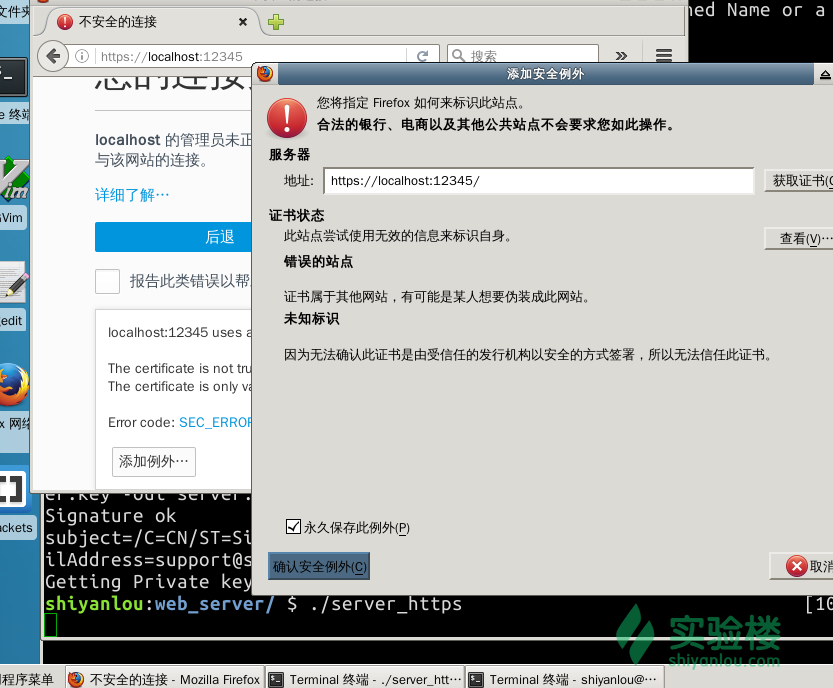 文件夹
不安全的连接
ned Name or a
https://localhost:12345
搜索
添加安全例外
您将指定 Firefox 如何来标识此站点。
合法的银行、电商以及其他公共站点不会要求您如此操作。
服务器
地址:
https://localhost:12345/
获取证书(C
证书状态
此站点尝试使用无效的信息来标识自身。
查看(V)…
错误的站点
证书属于其他网站，有可能是某人想要伪装成此网站。
未知标识
因为无法确认此证书是由受信任的发行机构以安全的方式签署，所以无法信任此证书。
永久保存此例外(P)
确认安全例外(C)
取消
您的连接
localhost 的管理员未正
与该网站的连接。
详细了解…
后退
报告此类错误以帮
localhost:12345 uses a
The certificate is not tru
The certificate is only va
Error code: SEC_ERROR
添加例外…
e 终端
GVim
edit
x 网络
ackets
er.key -out server.
Signature ok
subject=/C=CN/ST=Si
ilAddress=support@s
Getting Private key
shiyanlou:web_server/ $ ./server_https
[10
实验楼
shiyanlou.com
程序菜单
不安全的连接 - Mozilla Firefox
Terminal 终端 - ./server_htt…
Terminal 终端 - shiyanlou@…